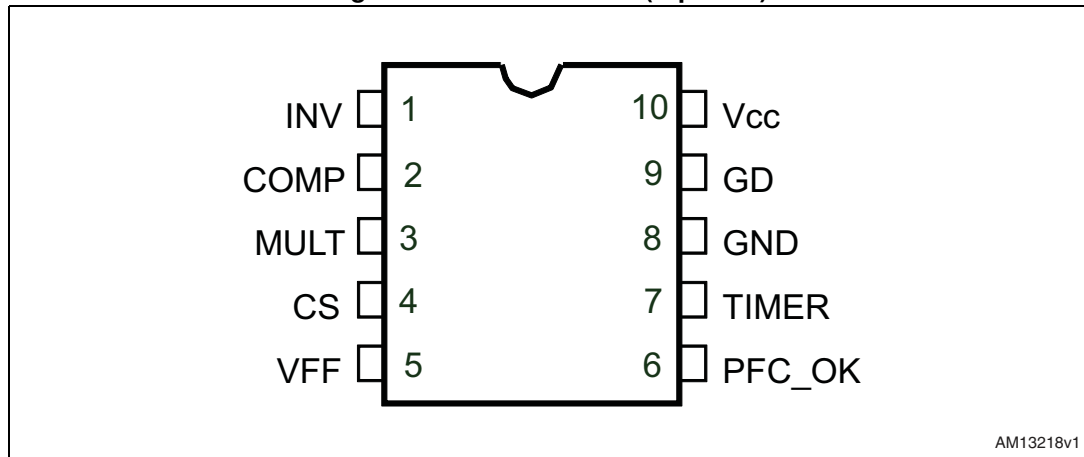 INV 1 10 Vcc
COMP 2 9 GD
MULT 3 8 GND
CS 4 7 TIMER
VFF 5 6 PFC_OK
AM13218v1